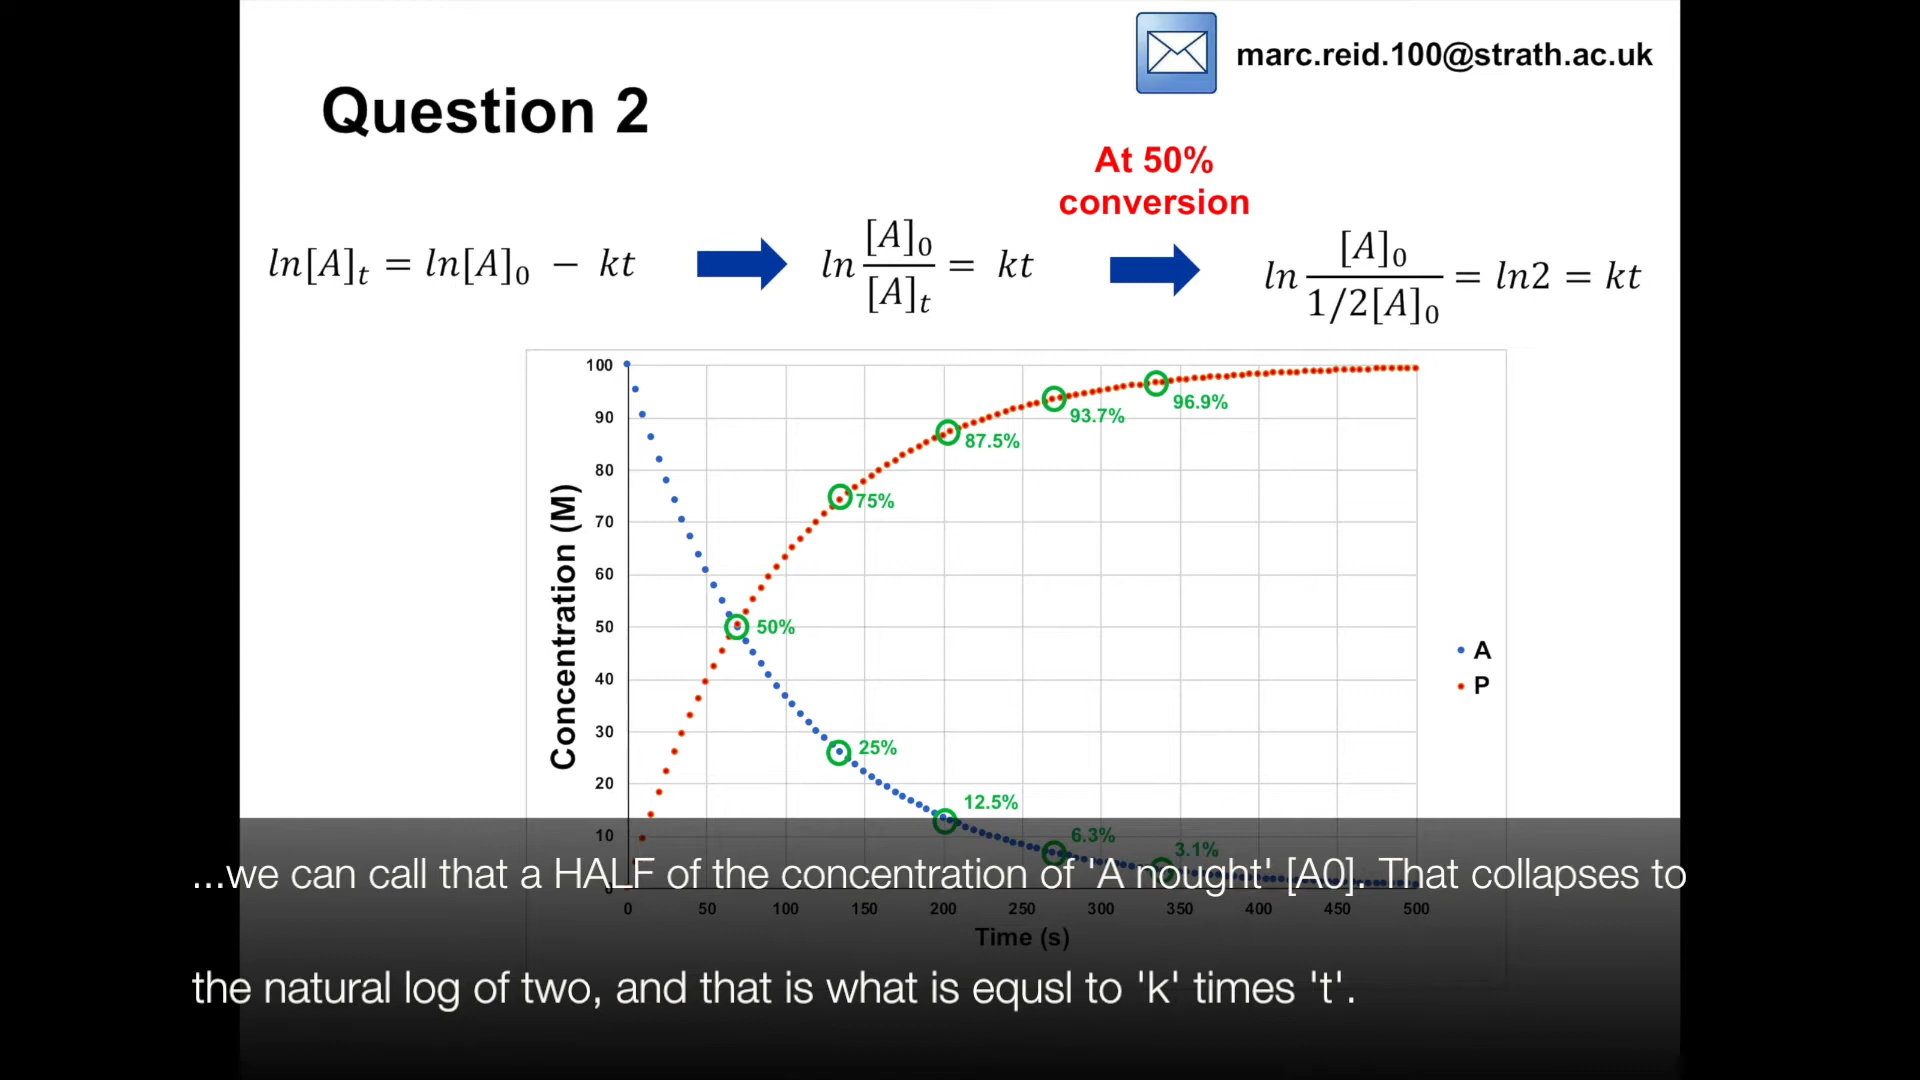 marc.reid.100@strath.ac.uk
Question 2
At 50%
conversion
ln[A]t = ln[A]0 − kt
ln [A]0/[A]t = kt
ln [A]0/1/2[A]0 = ln2 = kt
100
90
80
70
60
50
40
30
20
10
0
Concentration (M)
50%
75%
87.5%
93.7%
96.9%
25%
12.5%
6.3%
3.1%
A
P
0 50 100 150 200 250 300 350 400 450 500
Time (s)
...we can call that a HALF of the concentration of 'A nought' [A0]. That collapses to
the natural log of two, and that is what is equsl to 'k' times 't'.